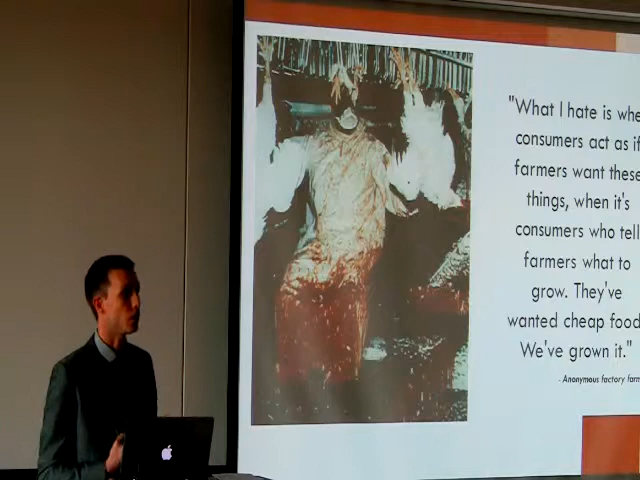 "What I hate is whe
consumers act as if
farmers want these
things, when it's
consumers who tell
farmers what to
grow. They've
wanted cheap food
We've grown it."
- Anonymous factory farm